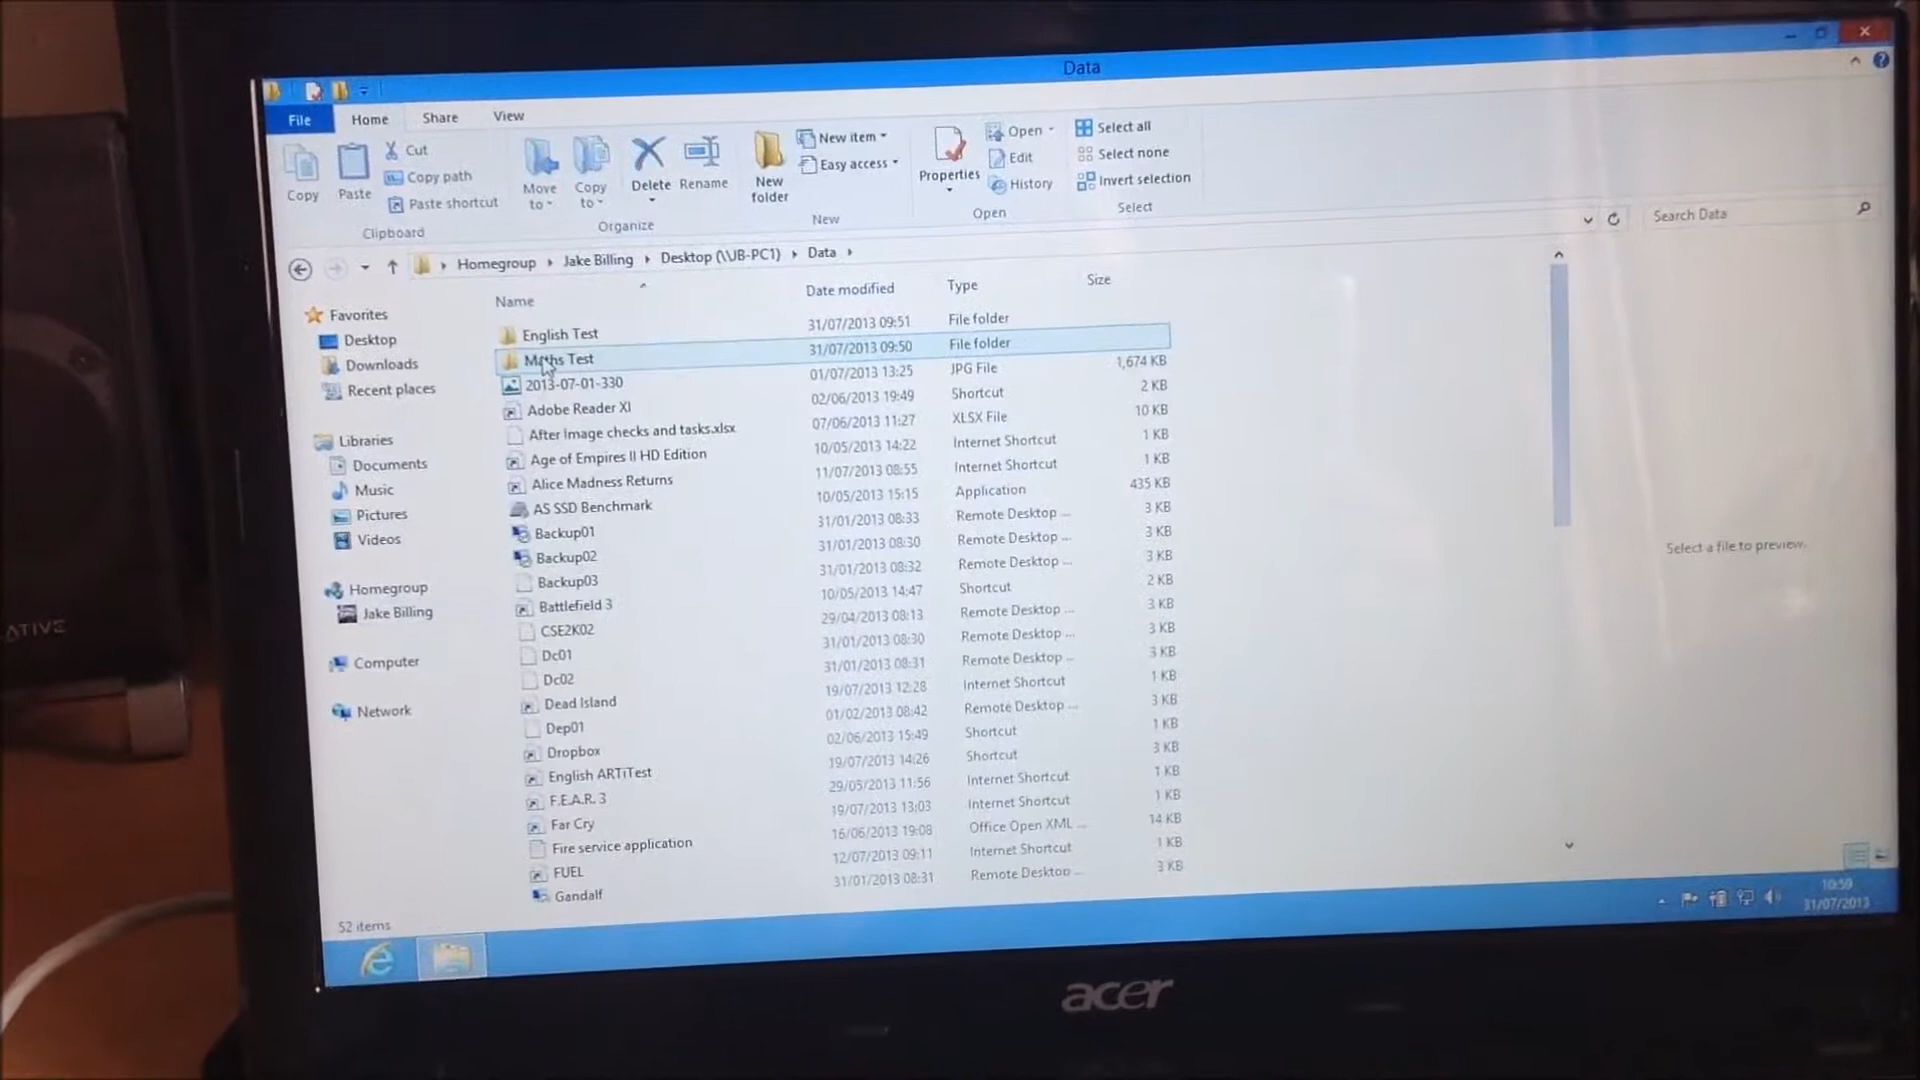 Data
File Home Share View
Copy
Paste
Cut
Copy path
Paste shortcut
Clipboard
Move to
Copy to
Delete
Rename
Organize
New folder
New item
Easy access
New
Properties
Open
Edit
History
Open
Select all
Select none
Invert selection
Select
Homegroup Jake Billing Desktop (\\JB-PC1) Data
Search Data
Favorites
Desktop
Downloads
Recent places
Libraries
Documents
Music
Pictures
Videos
Homegroup
Jake Billing
Computer
Network
Name Date modified Type Size
English Test 31/07/2013 09:51 File folder
Maths Test 31/07/2013 09:50 File folder
2013-07-01-330 01/07/2013 13:25 JPG File 1,674 KB
Adobe Reader XI 02/06/2013 19:49 Shortcut 2 KB
After Image checks and tasks.xlsx 07/06/2013 11:27 XLSX File 10 KB
Age of Empires II HD Edition 10/05/2013 14:22 Internet Shortcut 1 KB
Alice Madness Returns 11/07/2013 08:55 Internet Shortcut 1 KB
AS SSD Benchmark 10/05/2013 15:15 Application 435 KB
Backup01 31/01/2013 08:33 Remote Desktop ... 3 KB
Backup02 31/01/2013 08:30 Remote Desktop ... 3 KB
Backup03 31/01/2013 08:32 Remote Desktop ... 3 KB
Battlefield 3 10/05/2013 14:47 Shortcut 2 KB
CSE2K02 29/04/2013 08:13 Remote Desktop ... 3 KB
Dc01 31/01/2013 08:30 Remote Desktop ... 3 KB
Dc02 31/01/2013 08:31 Remote Desktop ... 3 KB
Dead Island 19/07/2013 12:28 Internet Shortcut 1 KB
Dep01 01/02/2013 08:42 Remote Desktop ... 3 KB
Dropbox 02/06/2013 15:49 Shortcut 1 KB
English ARTiTest 19/07/2013 14:26 Shortcut 3 KB
F.E.A.R. 3 29/05/2013 11:56 Internet Shortcut 1 KB
Far Cry 19/07/2013 13:03 Internet Shortcut 1 KB
Fire service application 16/06/2013 19:08 Office Open XML ... 14 KB
FUEL 12/07/2013 09:11 Internet Shortcut 1 KB
Gandalf 31/01/2013 08:31 Remote Desktop ... 3 KB
Select a file to preview.
52 items
10:59
31/07/2013
acer
ATIVE